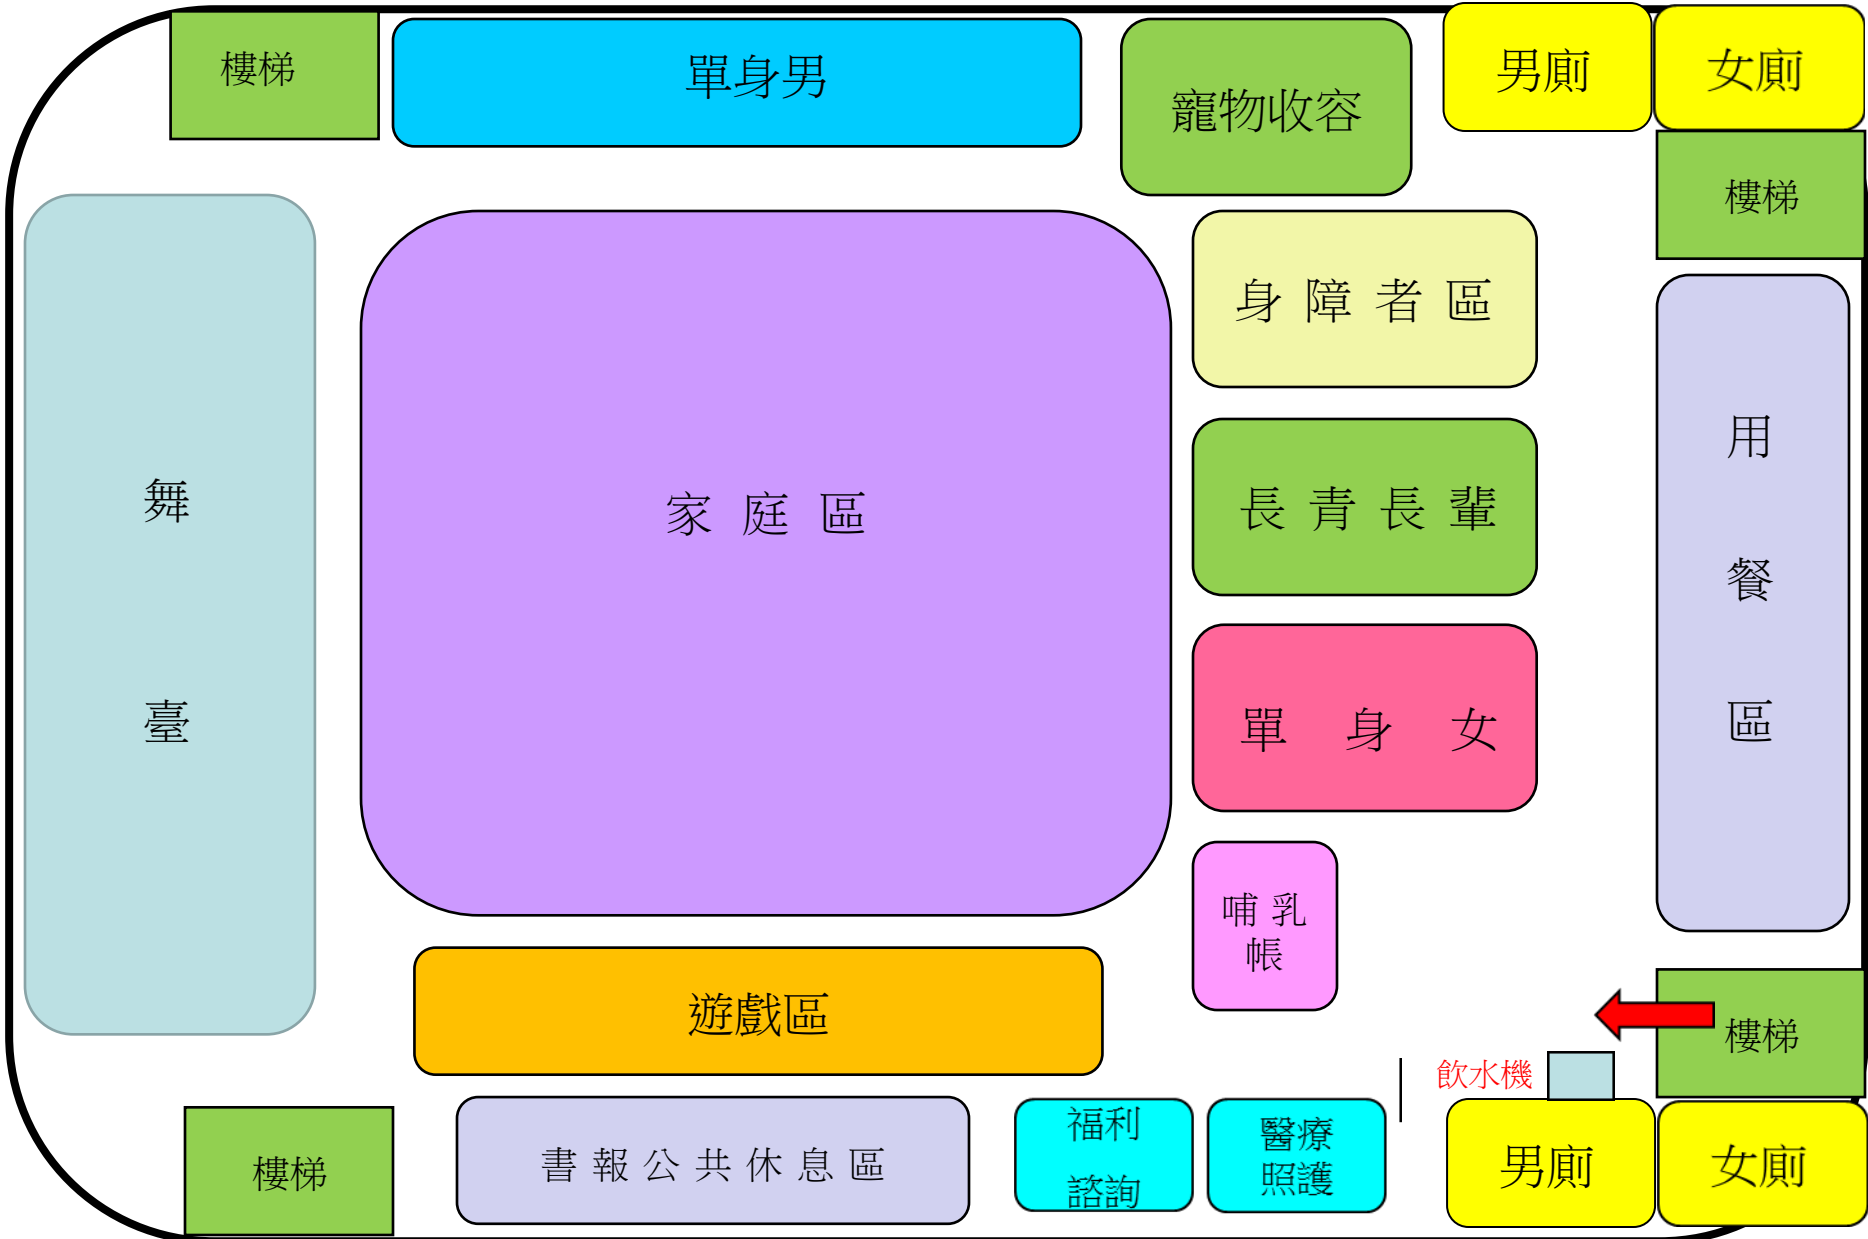 樓梯
單身男
寵物收容
男廁
女廁
樓梯
身障者區
舞
臺
家庭區
長青長輩
用
餐
區
單身女
哺乳
帳
遊戲區
樓梯
飲水機
樓梯
書報公共休息區
福利
諮詢
醫療
照護
男廁
女廁